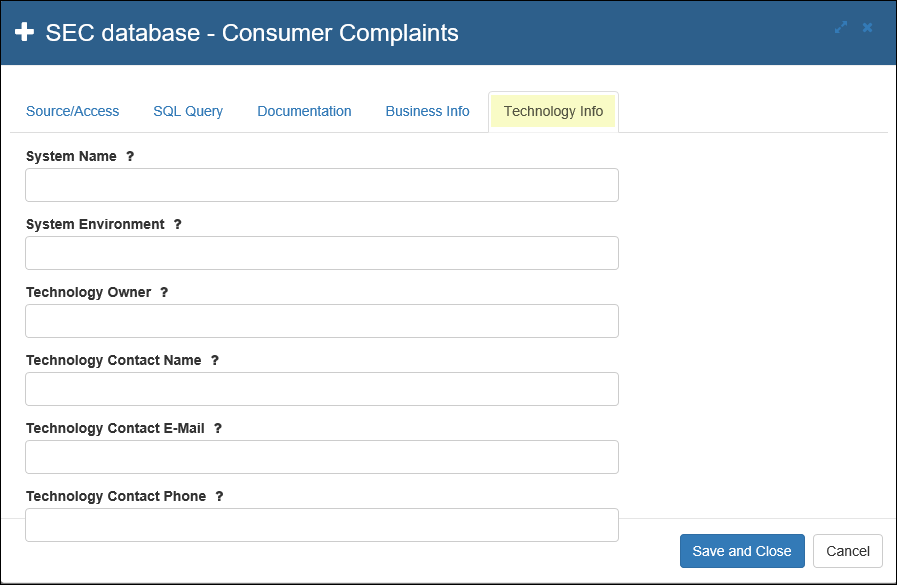 SEC database - Consumer Complaints
Source/Access SQL Query Documentation Business Info Technology Info
System Name ?
System Environment ?
Technology Owner ?
Technology Contact Name ?
Technology Contact E-Mail ?
Technology Contact Phone ?
Save and Close Cancel